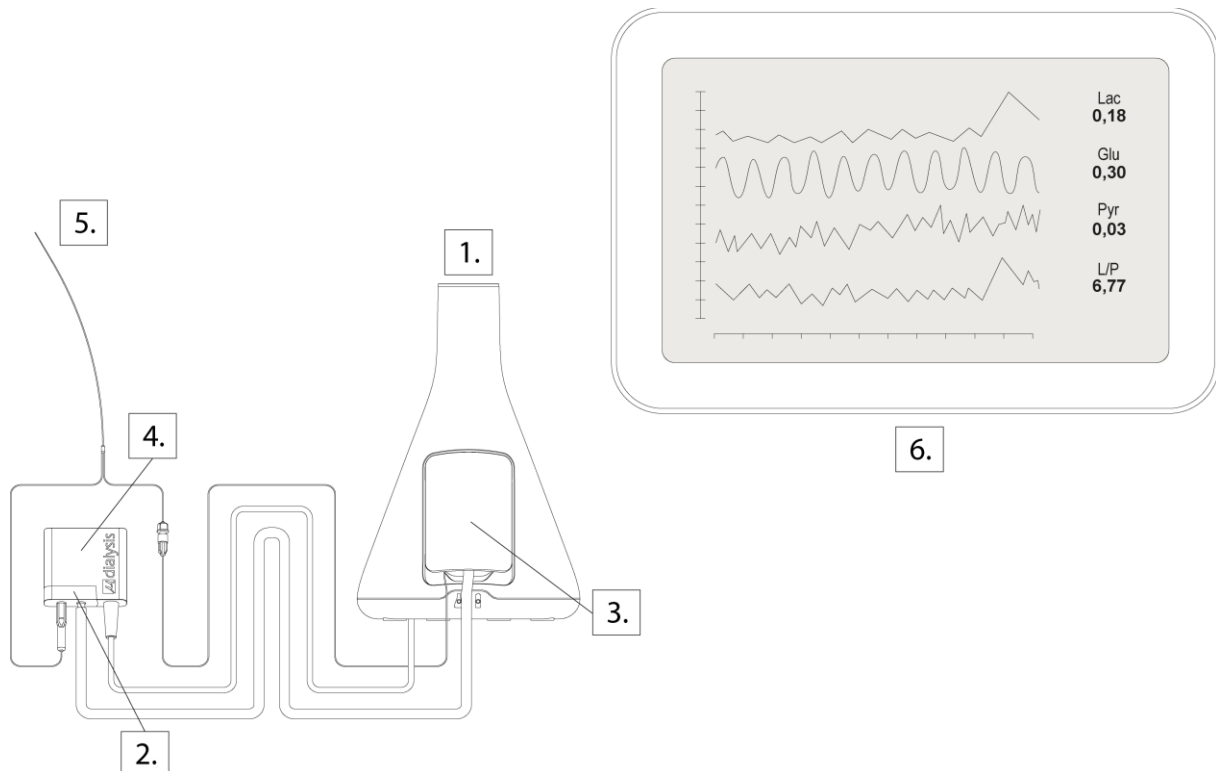 Lac
0,18
Glu
0,30
Pyr
0,03
L/P
6,77
5.
1.
4.
6.
dialysis
3.
2.